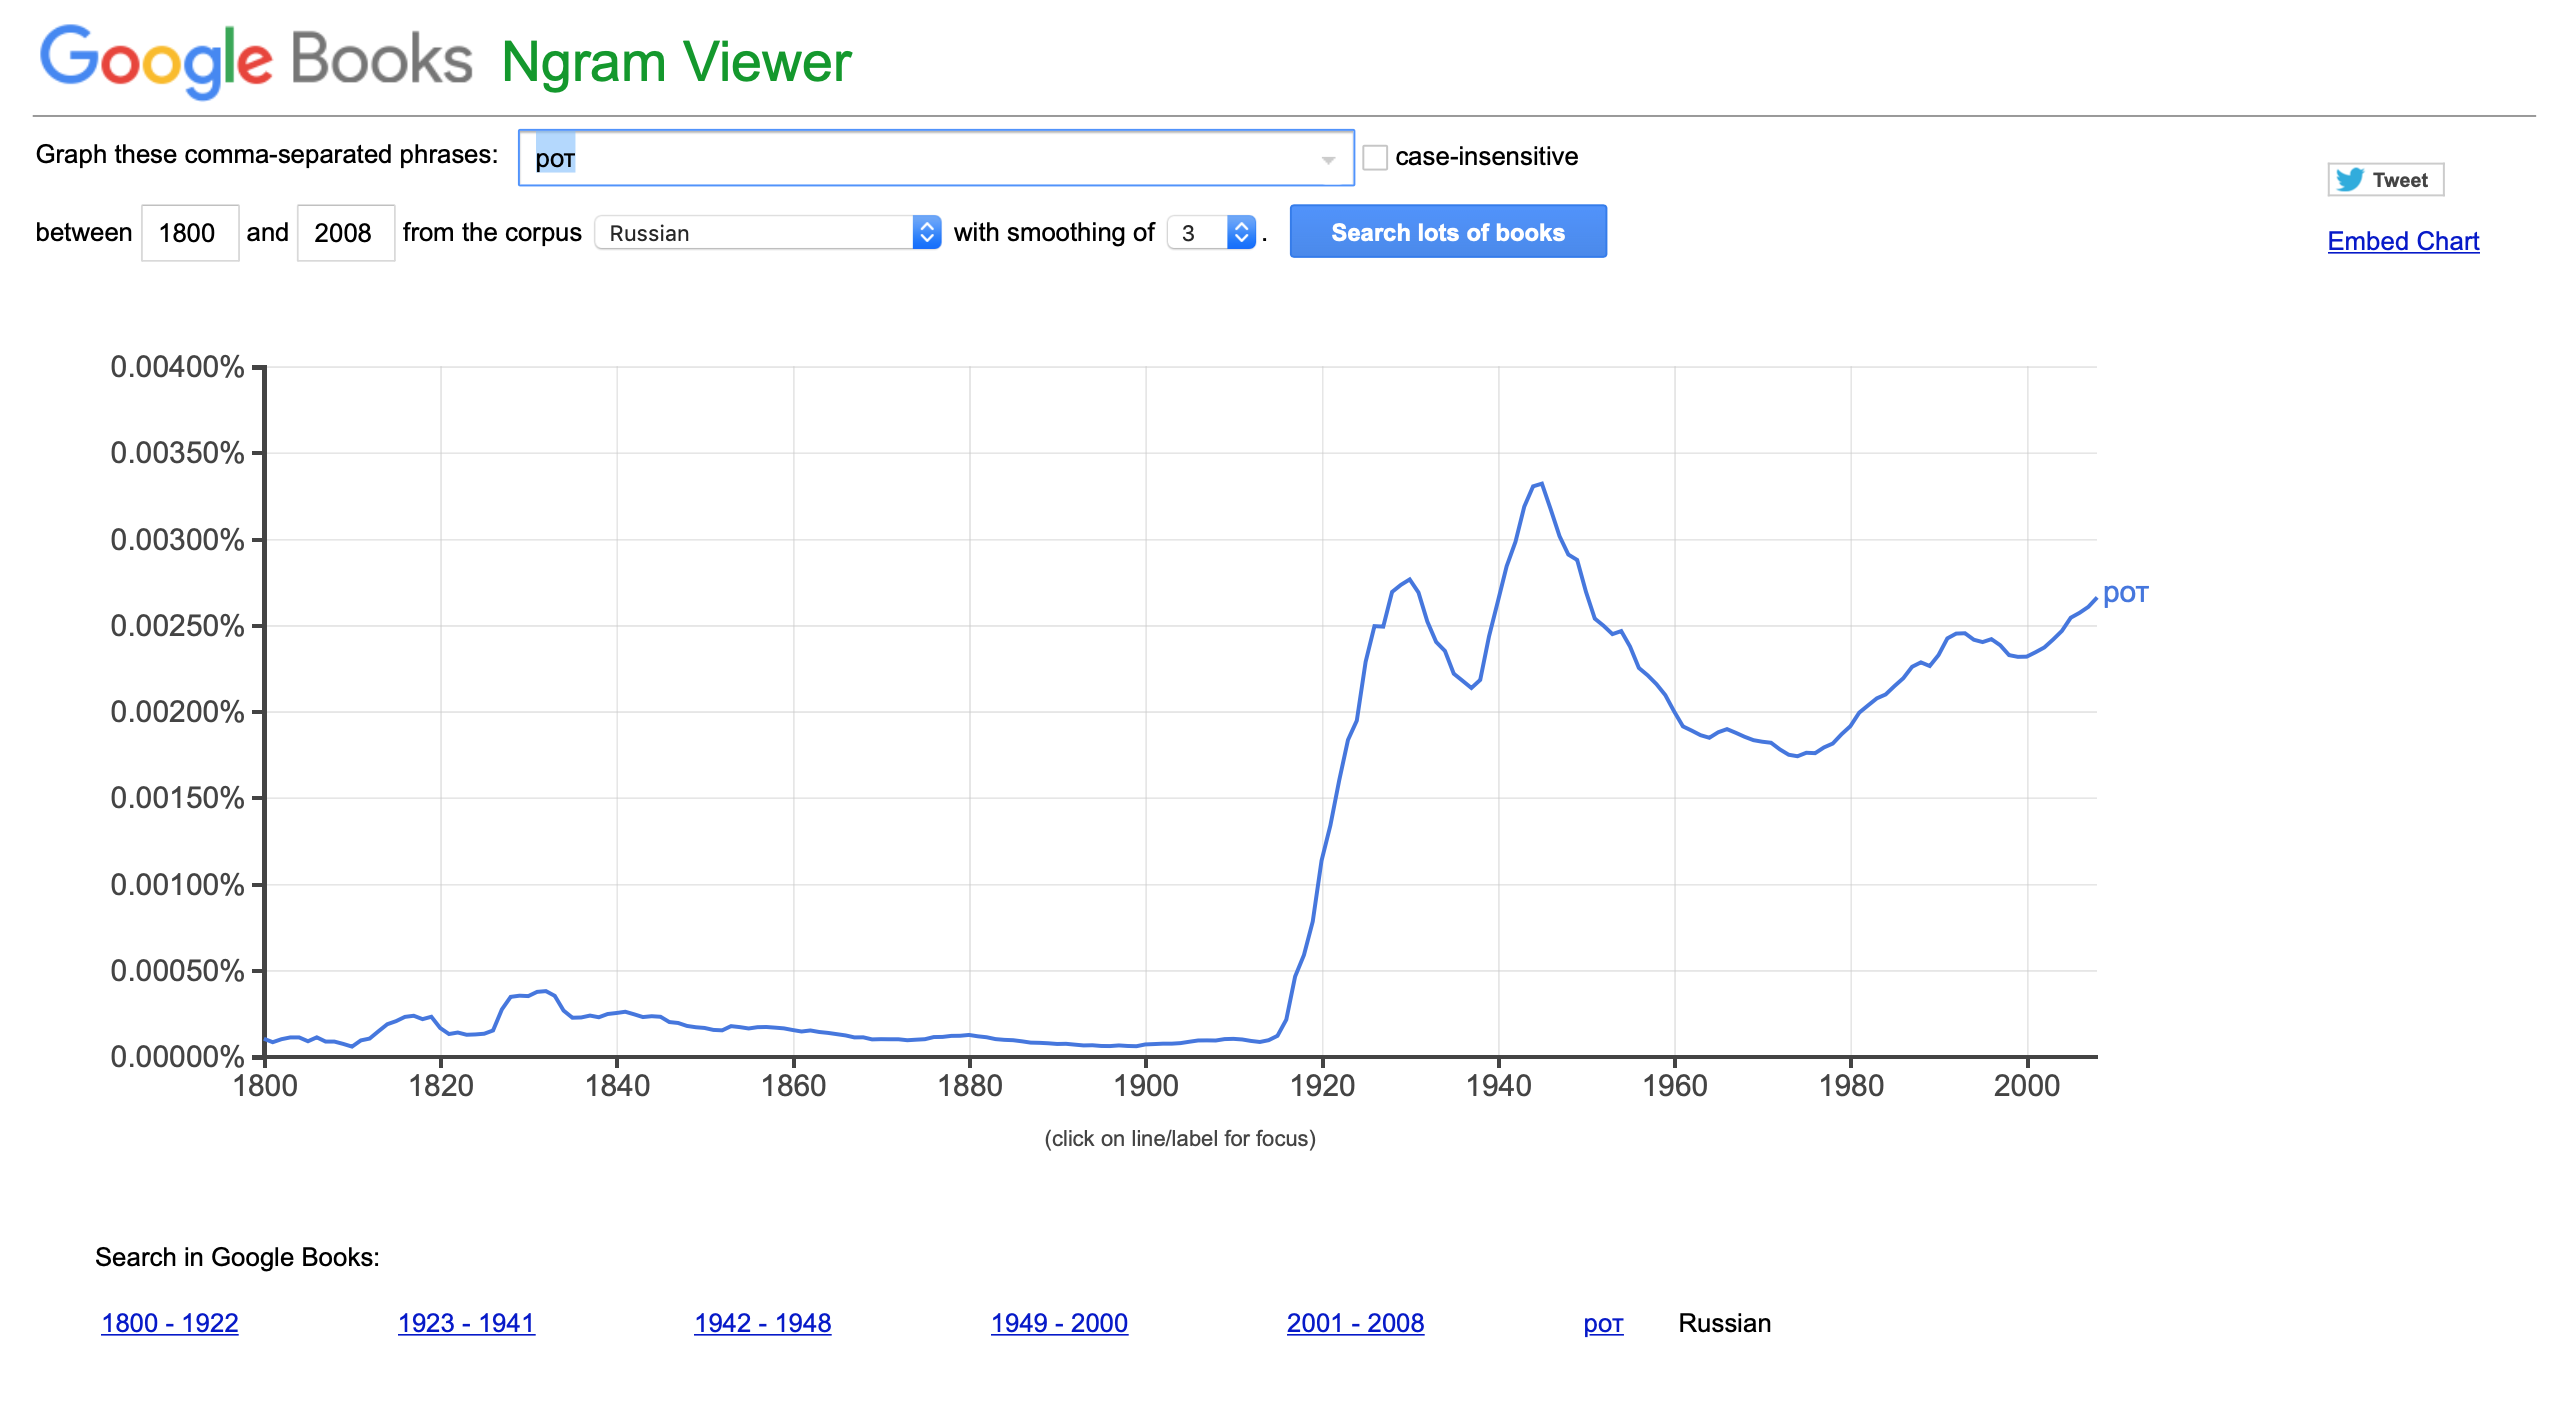 Google Books Ngram Viewer
Graph these comma-separated phrases: рот case-insensitive
Tweet
between 1800 and 2008 from the corpus Russian with smoothing of 3 . Search lots of books
Embed Chart
0.00400%
0.00350%
0.00300%
0.00250%
0.00200%
0.00150%
0.00100%
0.00050%
0.00000%
рот
1800 1820 1840 1860 1880 1900 1920 1940 1960 1980 2000
(click on line/label for focus)
Search in Google Books:
1800 - 1922 1923 - 1941 1942 - 1948 1949 - 2000 2001 - 2008 рот Russian